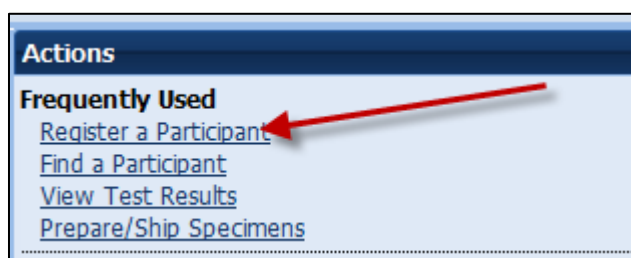 Actions
Frequently Used
Register a Participant
Find a Participant
View Test Results
Prepare/Ship Specimens